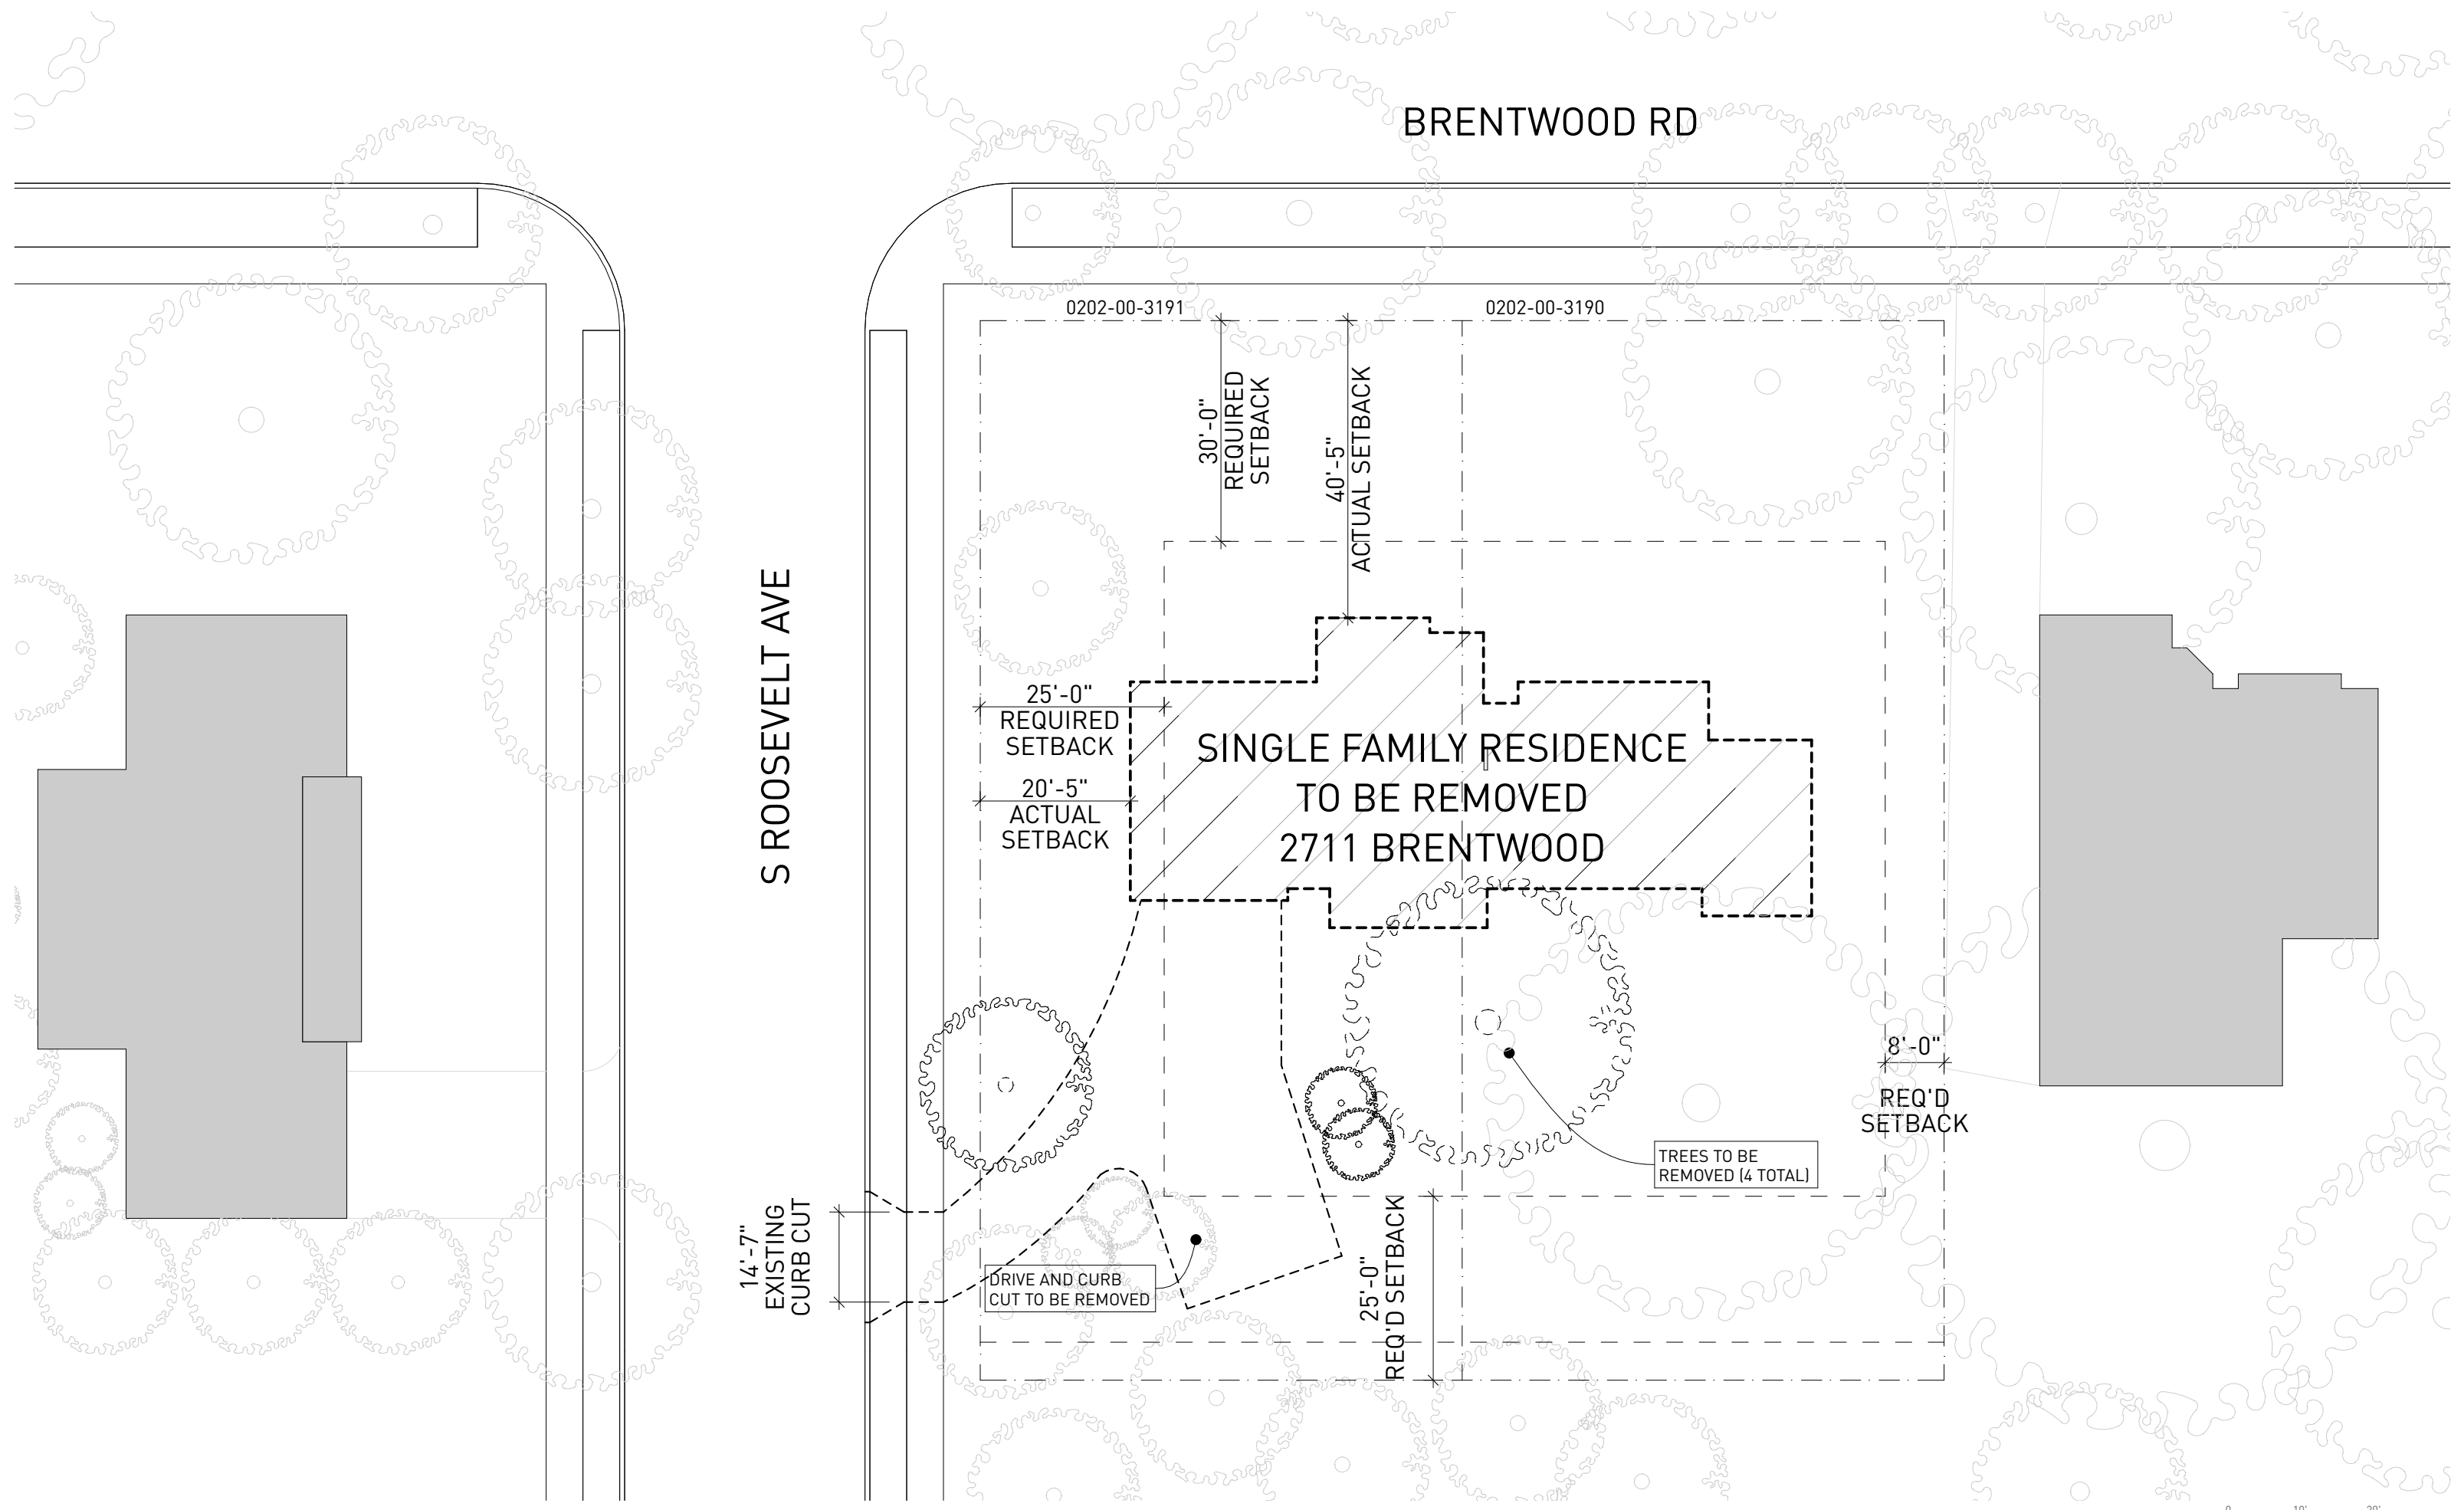 BRENTWOOD RD
0202-00-3191
0202-00-3190
30'-0"
REQUIRED
SETBACK
40'-5"
ACTUAL SETBACK
S ROOSEVELT AVE
25'-0"
REQUIRED
SETBACK
20'-5"
ACTUAL
SETBACK
SINGLE FAMILY RESIDENCE
TO BE REMOVED
2711 BRENTWOOD
8'-0"
REQ'D
SETBACK
TREES TO BE
REMOVED (4 TOTAL)
14'-7"
EXISTING
CURB CUT
DRIVE AND CURB
CUT TO BE REMOVED
25'-0"
REQ'D SETBACK